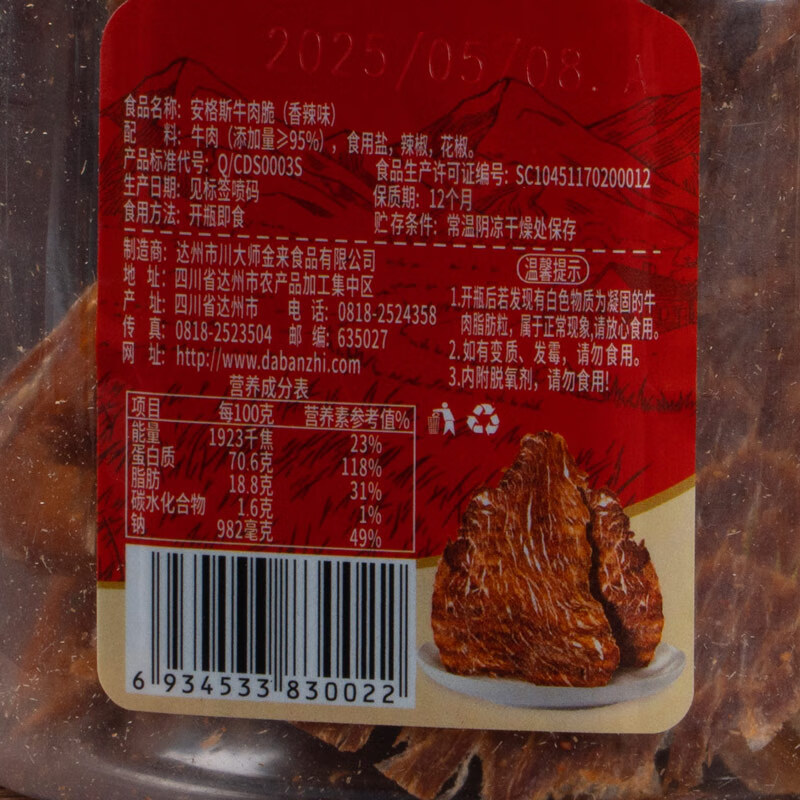 2025/05/08. A
食品名称：安格斯牛肉脆（香辣味）
配 料：牛肉（添加量≥95%），食用盐，辣椒，花椒。
产品标准代号：Q/CDS0003S 食品生产许可证编号：SC10451170200012
生产日期：见标签喷码 保质期：12个月
食用方法：开瓶即食 贮存条件：常温阴凉干燥处保存
制造商：达州市川大师金来食品有限公司
地 址：四川省达州市农产品加工集中区
产 址：四川省达州市 电 话：0818-2524358
传 真：0818-2523504 邮 编：635027
网 址：http://www.dabanzhi.com
温馨提示
1.开瓶后若发现有白色物质为凝固的牛
肉脂肪粒，属于正常现象,请放心食用。
2.如有变质、发霉，请勿食用。
3.内附脱氧剂，请勿食用!
营养成分表
项目 每100克 营养素参考值%
能量 1923千焦 23%
蛋白质 70.6克 118%
脂肪 18.8克 31%
碳水化合物 1.6克 1%
钠 982毫克 49%
6 934533 830022